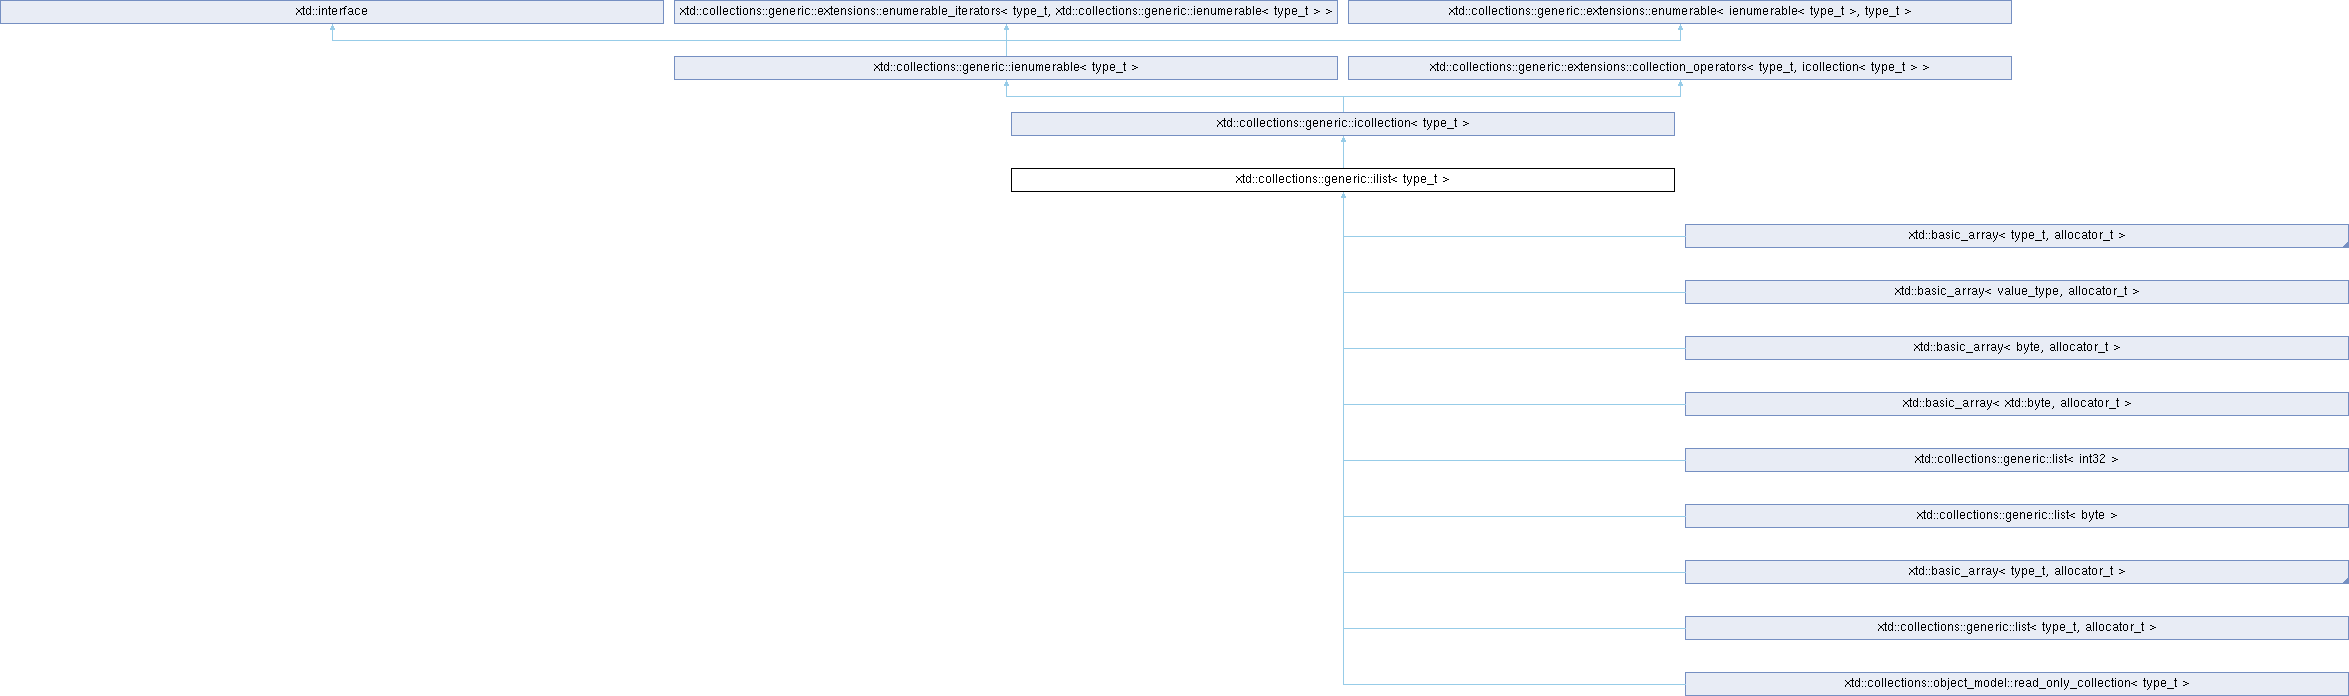 xtd::interface
xtd::collections::generic::extensions::enumerable_iterators< type_t, xtd::collections::generic::ienumerable< type_t > >
xtd::collections::generic::extensions::enumerable< ienumerable< type_t >, type_t >
xtd::collections::generic::ienumerable< type_t >
xtd::collections::generic::extensions::collection_operators< type_t, icollection< type_t > >
xtd::collections::generic::icollection< type_t >
xtd::collections::generic::ilist< type_t >
xtd::basic_array< type_t, allocator_t >
xtd::basic_array< value_type, allocator_t >
xtd::basic_array< byte, allocator_t >
xtd::basic_array< xtd::byte, allocator_t >
xtd::collections::generic::list< int32 >
xtd::collections::generic::list< byte >
xtd::basic_array< type_t, allocator_t >
xtd::collections::generic::list< type_t, allocator_t >
xtd::collections::object_model::read_only_collection< type_t >